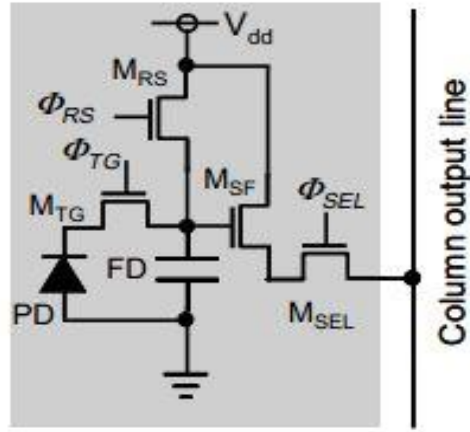 V_dd
M_RS
Φ_RS
Φ_TG
M_SF
Φ_SEL
M_TG
FD
PD
M_SEL
Column output line